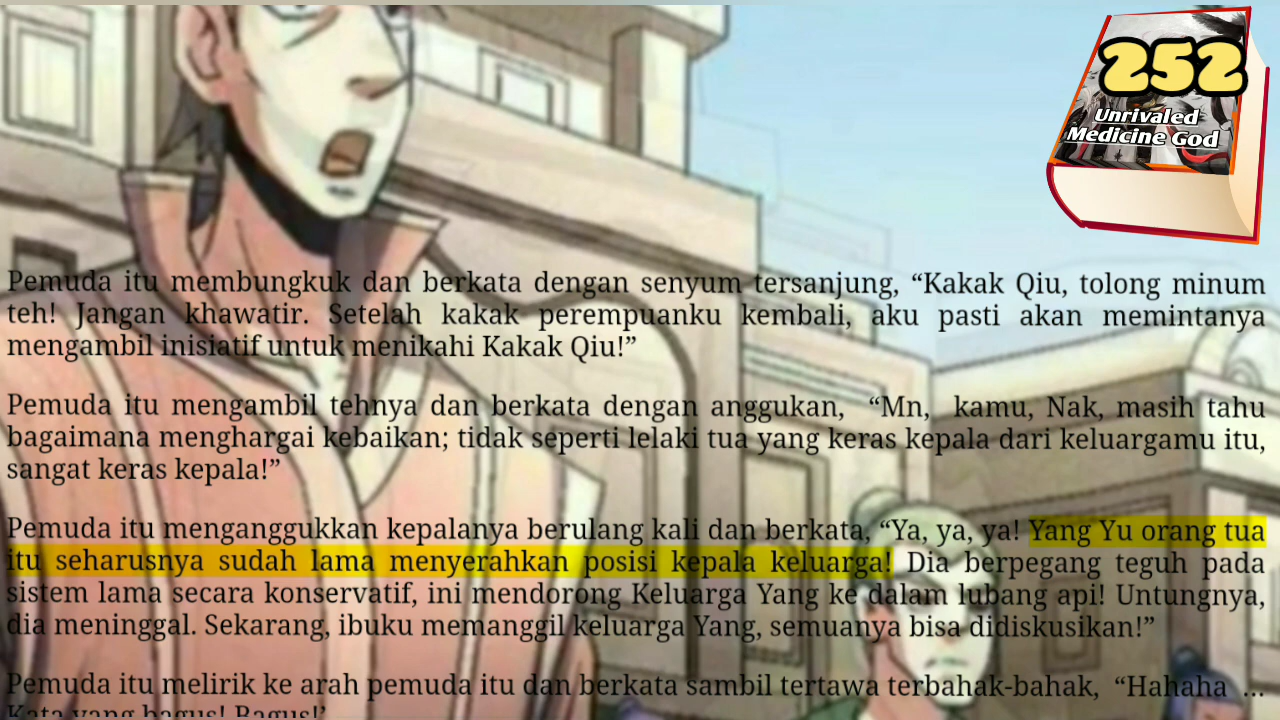 252
Unrivaled
Medicine God
Pemuda itu membungkuk dan berkata dengan senyum tersanjung, “Kakak Qiu, tolong minum
teh! Jangan khawatir. Setelah kakak perempuanku kembali, aku pasti akan memintanya
mengambil inisiatif untuk menikahi Kakak Qiu!”
Pemuda itu mengambil tehnya dan berkata dengan anggukan, “Mn, kamu, Nak, masih tahu
bagaimana menghargai kebaikan; tidak seperti lelaki tua yang keras kepala dari keluargamu itu,
sangat keras kepala!”
Pemuda itu menganggukkan kepalanya berulang kali dan berkata, “Ya, ya, ya! Yang Yu orang tua
itu seharusnya sudah lama menyerahkan posisi kepala keluarga! Dia berpegang teguh pada
sistem lama secara konservatif, ini mendorong Keluarga Yang ke dalam lubang api! Untungnya,
dia meninggal. Sekarang, ibuku memanggil keluarga Yang, semuanya bisa didiskusikan!”
Pemuda itu melirik ke arah pemuda itu dan berkata sambil tertawa terbahak-bahak, “Hahaha ...
Kata yang bagus! Bagus!”